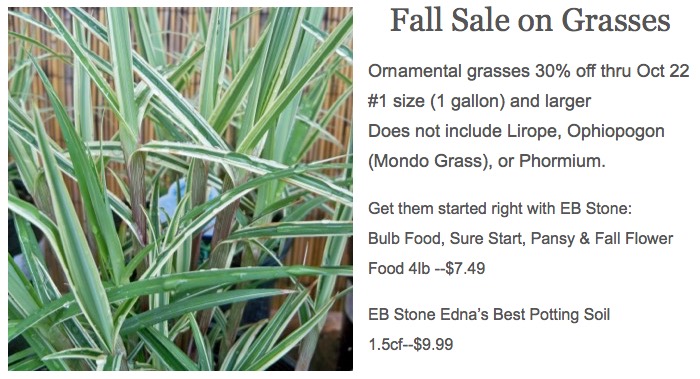 Fall Sale on Grasses
Ornamental grasses 30% off thru Oct 22
#1 size (1 gallon) and larger
Does not include Lirope, Ophiopogon
(Mondo Grass), or Phormium.
Get them started right with EB Stone:
Bulb Food, Sure Start, Pansy & Fall Flower
Food 4lb --$7.49
EB Stone Edna’s Best Potting Soil
1.5cf--$9.99